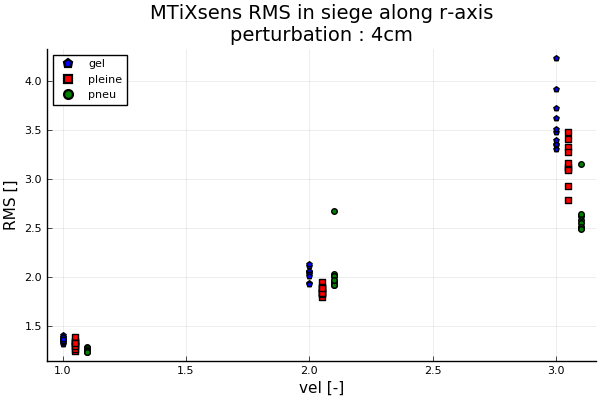 MTiXsens RMS in siege along r-axis
perturbation : 4cm
gel
pleine
pneu
RMS []
4.0
3.5
3.0
2.5
2.0
1.5
1.0
1.5
2.0
2.5
3.0
vel [-]